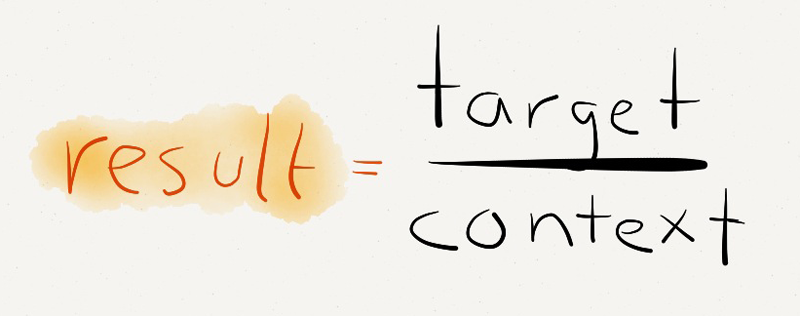 result = target
context